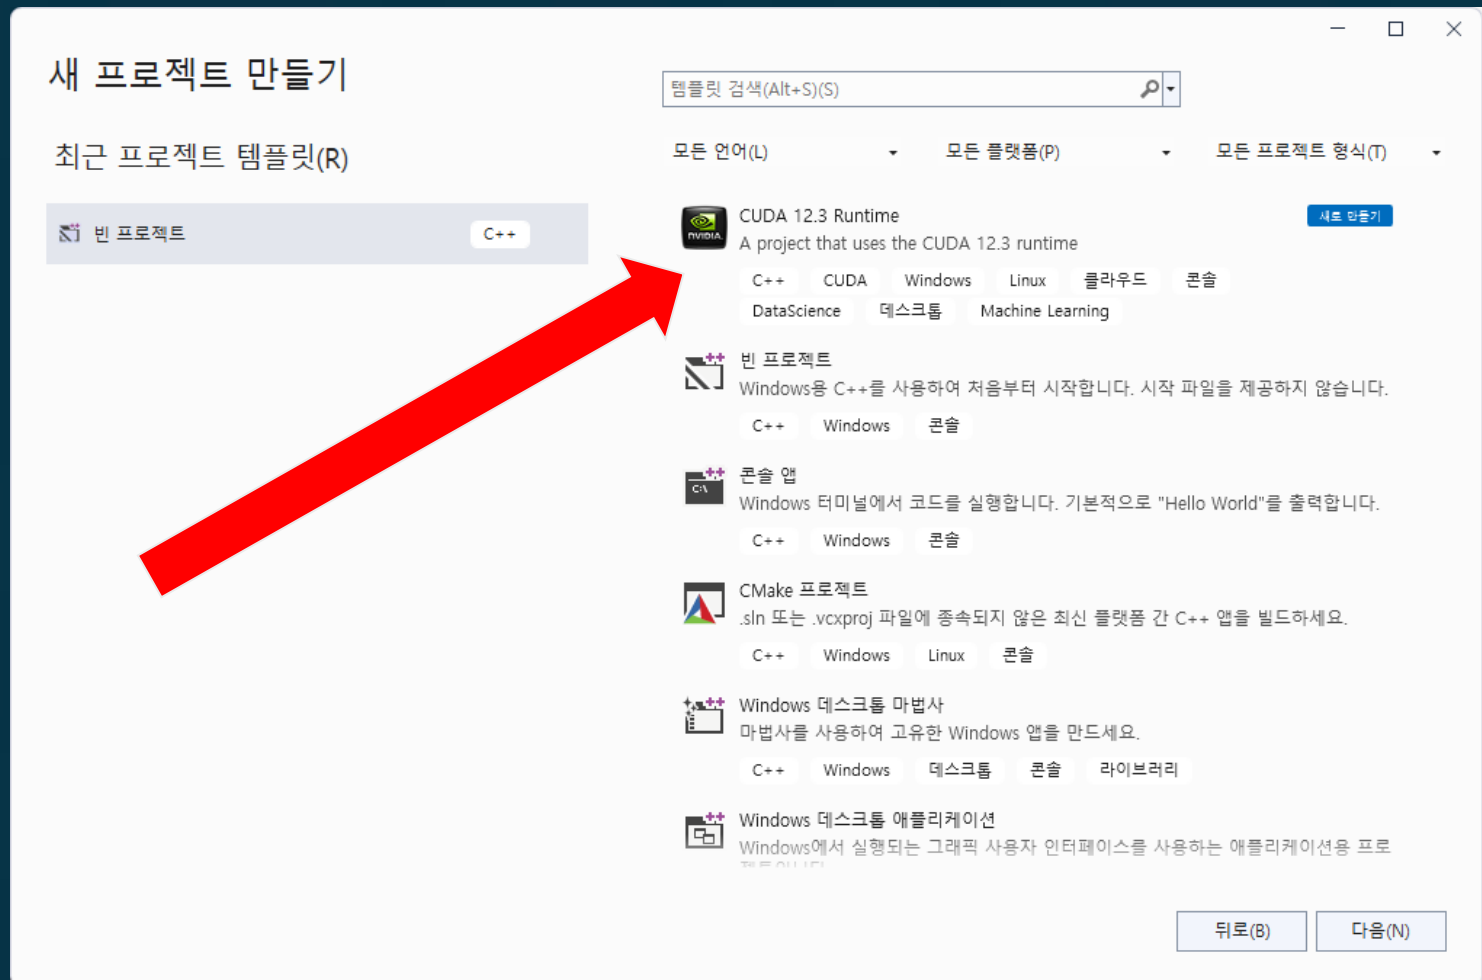 새 프로젝트 만들기
최근 프로젝트 템플릿(R)
빈 프로젝트 C++
템플릿 검색(Alt+S)(S)
모든 언어(L) 모든 플랫폼(P) 모든 프로젝트 형식(T)
NVIDIA.
CUDA 12.3 Runtime 새로 만들기
A project that uses the CUDA 12.3 runtime
C++ CUDA Windows Linux 클라우드 콘솔
DataScience 데스크톱 Machine Learning
빈 프로젝트
Windows용 C++를 사용하여 처음부터 시작합니다. 시작 파일을 제공하지 않습니다.
C++ Windows 콘솔
콘솔 앱
Windows 터미널에서 코드를 실행합니다. 기본적으로 "Hello World"를 출력합니다.
C++ Windows 콘솔
CMake 프로젝트
.sln 또는 .vcxproj 파일에 종속되지 않은 최신 플랫폼 간 C++ 앱을 빌드하세요.
C++ Windows Linux 콘솔
Windows 데스크톱 마법사
마법사를 사용하여 고유한 Windows 앱을 만드세요.
C++ Windows 데스크톱 콘솔 라이브러리
Windows 데스크톱 애플리케이션
Windows에서 실행되는 그래픽 사용자 인터페이스를 사용하는 애플리케이션용 프로
뒤로(B) 다음(N)